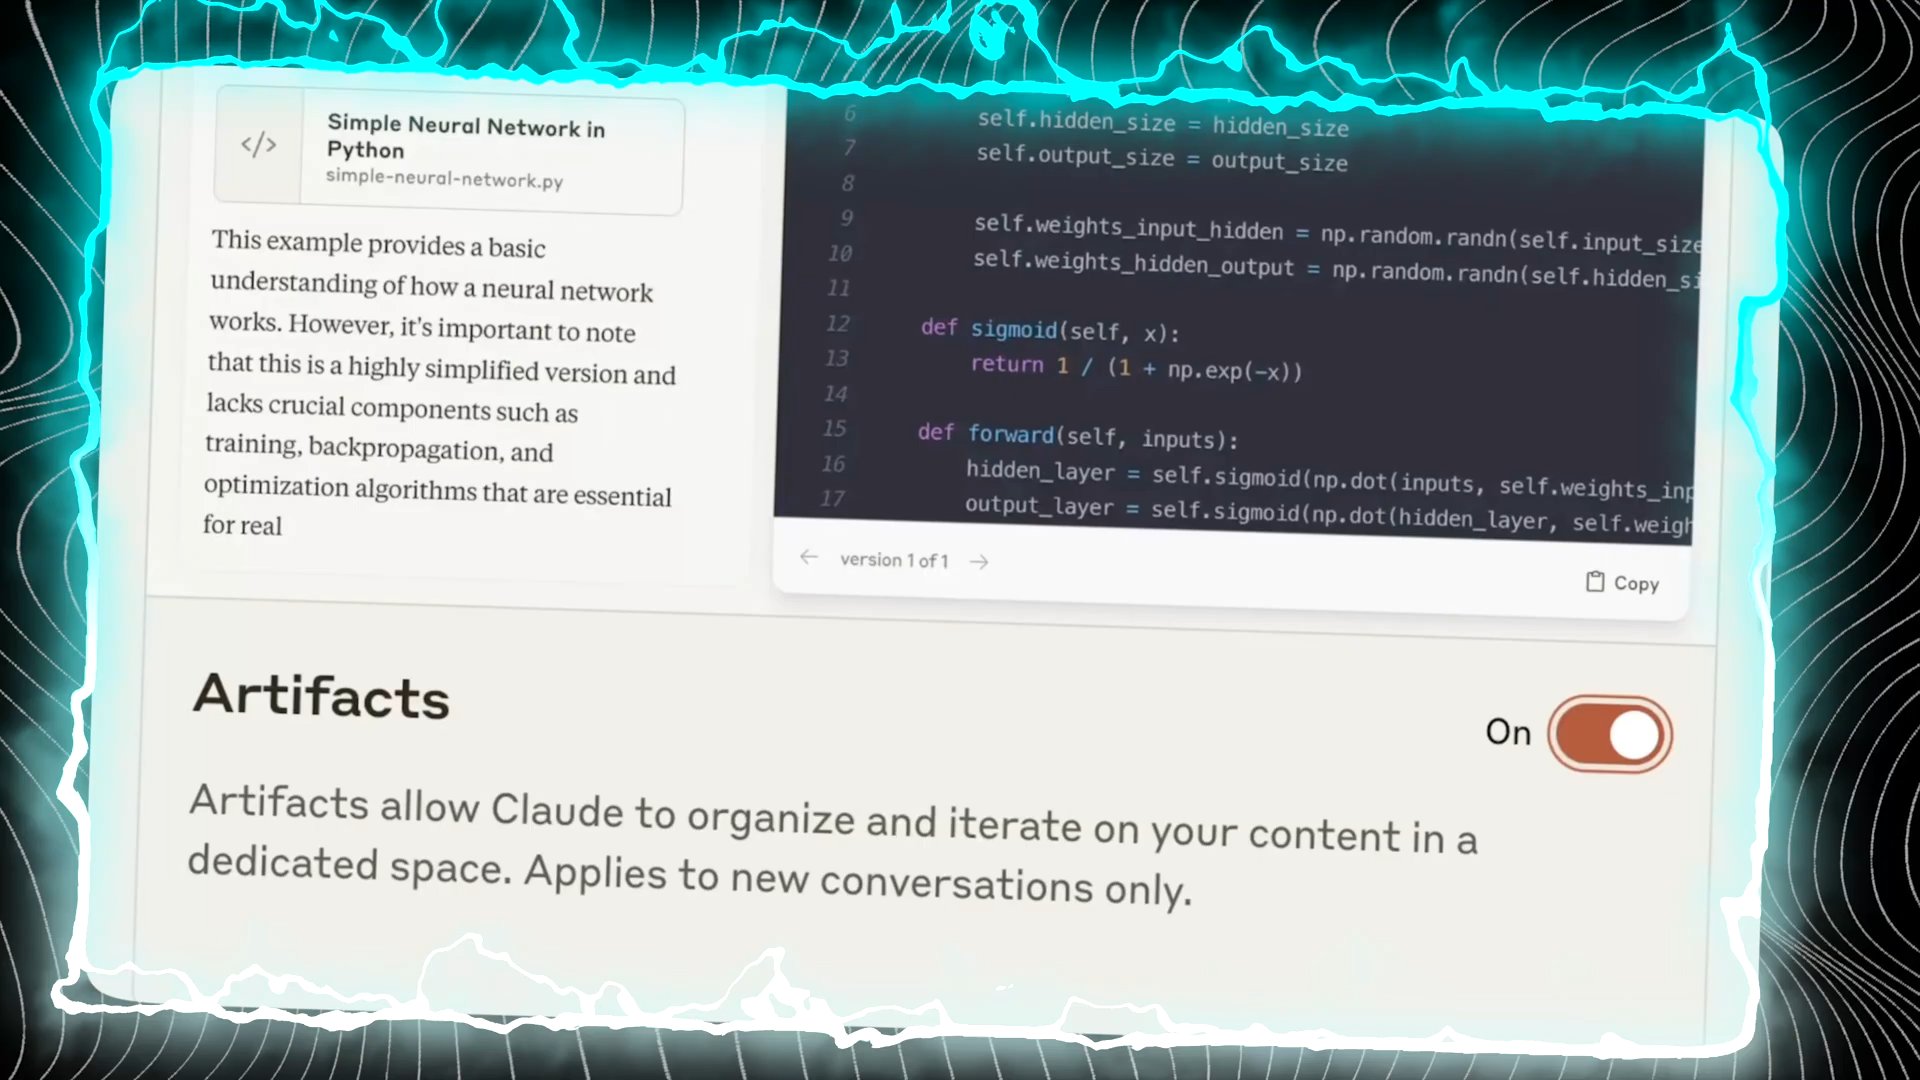 </>
Simple Neural Network in
Python
simple-neural-network.py
This example provides a basic
understanding of how a neural network
works. However, it's important to note
that this is a highly simplified version and
lacks crucial components such as
training, backpropagation, and
optimization algorithms that are essential
for real
6 self.hidden_size = hidden_size
7 self.output_size = output_size
8
9 self.weights_input_hidden = np.random.randn(self.input_size
10 self.weights_hidden_output = np.random.randn(self.hidden_si
11
12 def sigmoid(self, x):
13 return 1 / (1 + np.exp(-x))
14
15 def forward(self, inputs):
16 hidden_layer = self.sigmoid(np.dot(inputs, self.weights_inp
17 output_layer = self.sigmoid(np.dot(hidden_layer, self.weigh
← version 1 of 1 →
Copy
Artifacts
On
Artifacts allow Claude to organize and iterate on your content in a
dedicated space. Applies to new conversations only.